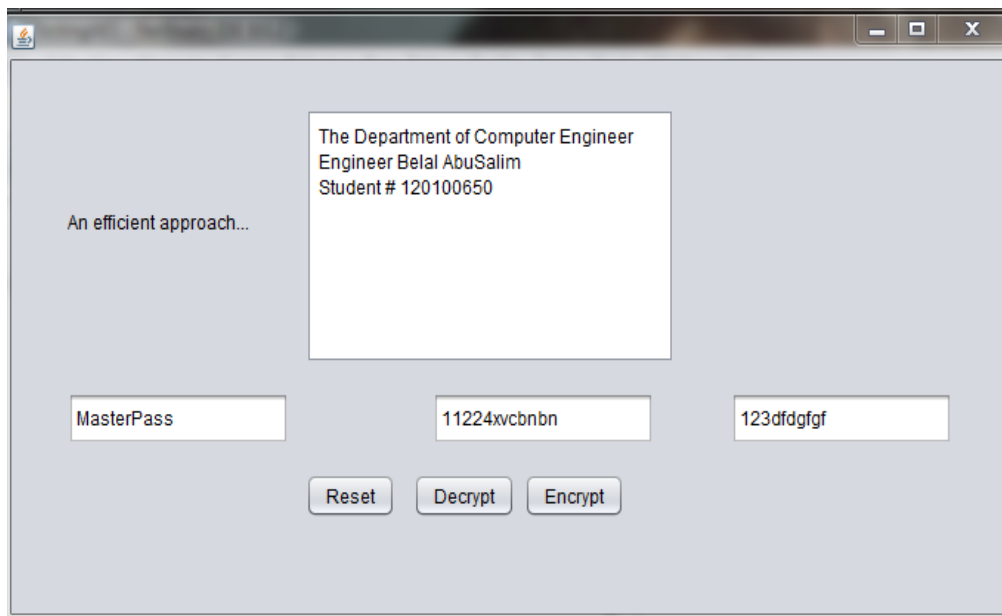 The Department of Computer Engineer
Engineer Belal AbuSalim
Student # 120100650
An efficient approach...
MasterPass
11224xvcbnbn
123dfdgfgf
Reset
Decrypt
Encrypt